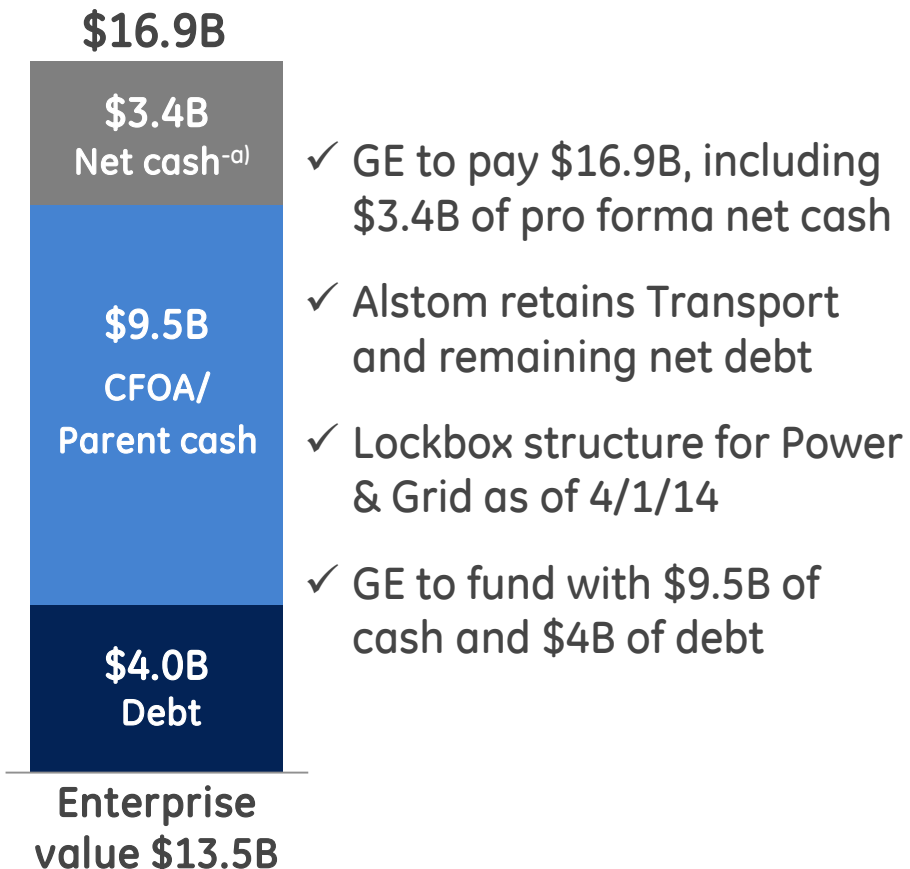 $16.9B
$3.4B
Net cash-a)
$9.5B
CFOA/
Parent cash
$4.0B
Debt
Enterprise
value $13.5B
✓ GE to pay $16.9B, including
$3.4B of pro forma net cash
✓ Alstom retains Transport
and remaining net debt
✓ Lockbox structure for Power
& Grid as of 4/1/14
✓ GE to fund with $9.5B of
cash and $4B of debt